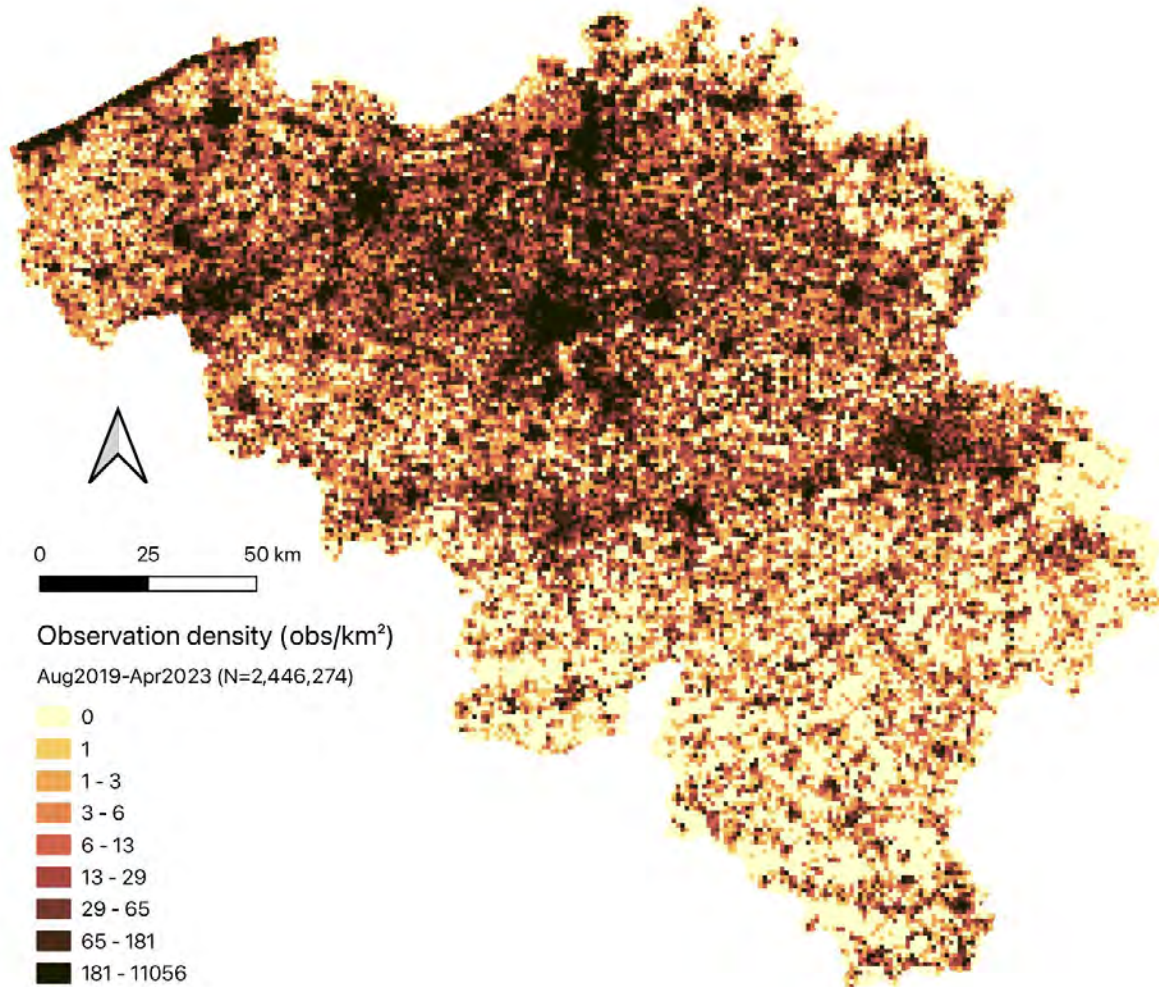 0 25 50 km
Observation density (obs/km²)
Aug2019-Apr2023 (N=2,446,274)
0
1
1 - 3
3 - 6
6 - 13
13 - 29
29 - 65
65 - 181
181 - 11056